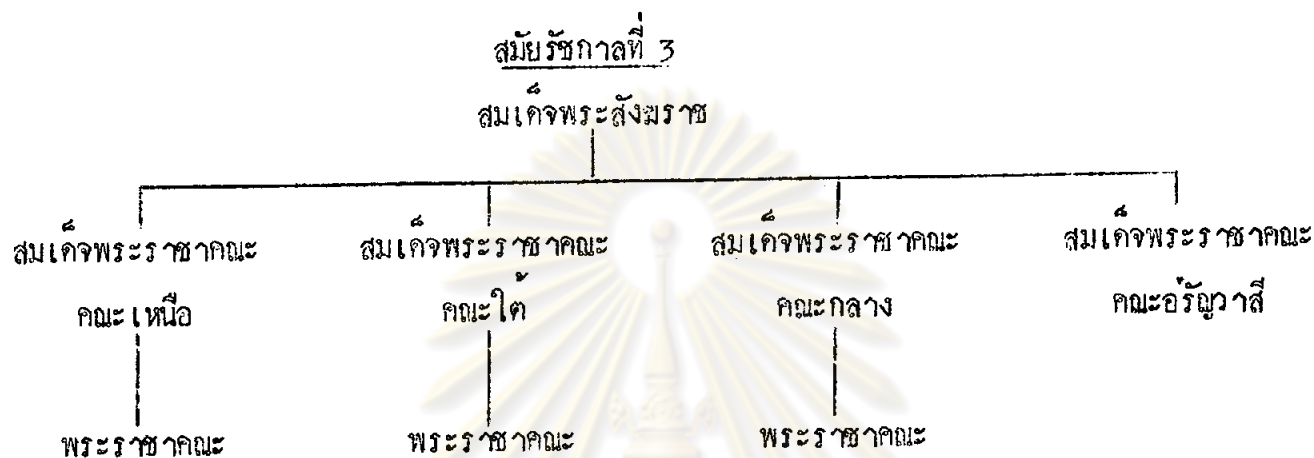 สมัยรัชกาลที่ 3
สมเด็จพระสังฆราช
สมเด็จพระราชาคณะ สมเด็จพระราชาคณะ สมเด็จพระราชาคณะ สมเด็จพระราชาคณะ
คณะเหนือ คณะใต้ คณะกลาง คณะอรัญวาสี
พระราชาคณะ พระราชาคณะ พระราชาคณะ